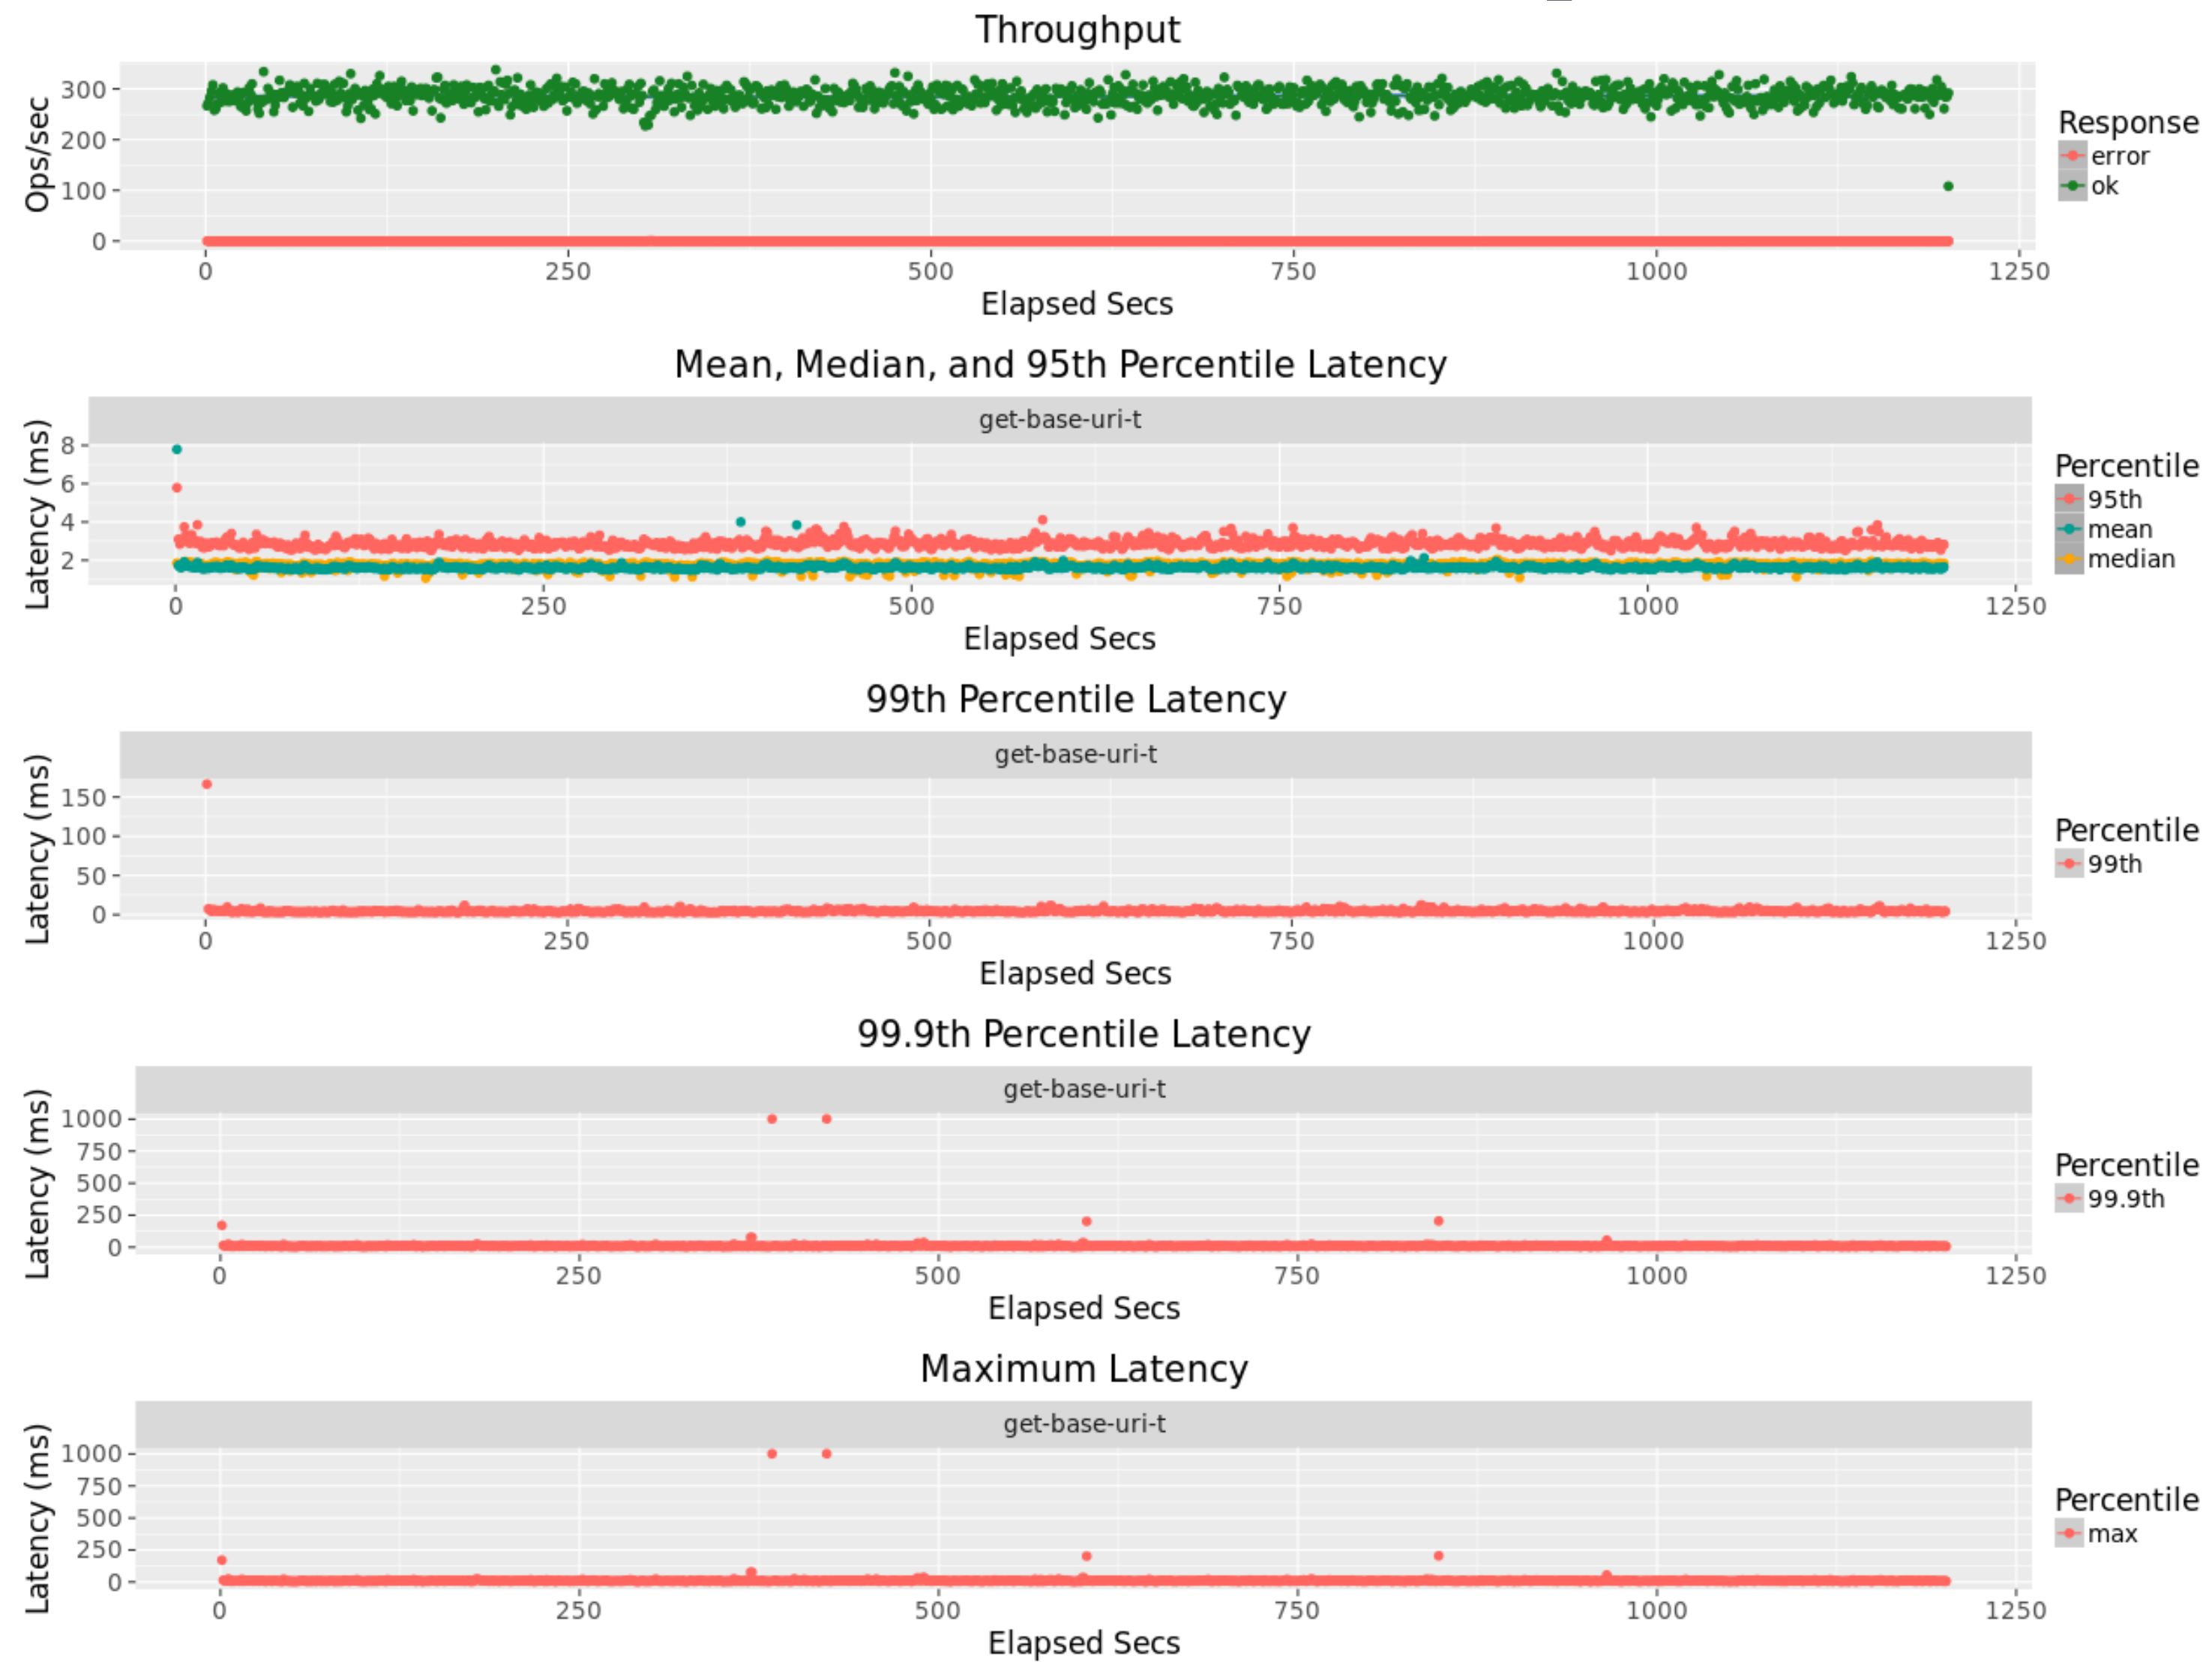 Throughput
Ops/sec
300
200
100
0
0 250 500 750 1000 1250
Elapsed Secs
Response
error
ok
Mean, Median, and 95th Percentile Latency
get-base-uri-t
Latency (ms)
8
6
4
2
0 250 500 750 1000 1250
Elapsed Secs
Percentile
95th
mean
median
99th Percentile Latency
get-base-uri-t
Latency (ms)
150
100
50
0
0 250 500 750 1000 1250
Elapsed Secs
Percentile
99th
99.9th Percentile Latency
get-base-uri-t
Latency (ms)
1000
750
500
250
0
0 250 500 750 1000 1250
Elapsed Secs
Percentile
99.9th
Maximum Latency
get-base-uri-t
Latency (ms)
1000
750
500
250
0
0 250 500 750 1000 1250
Elapsed Secs
Percentile
max